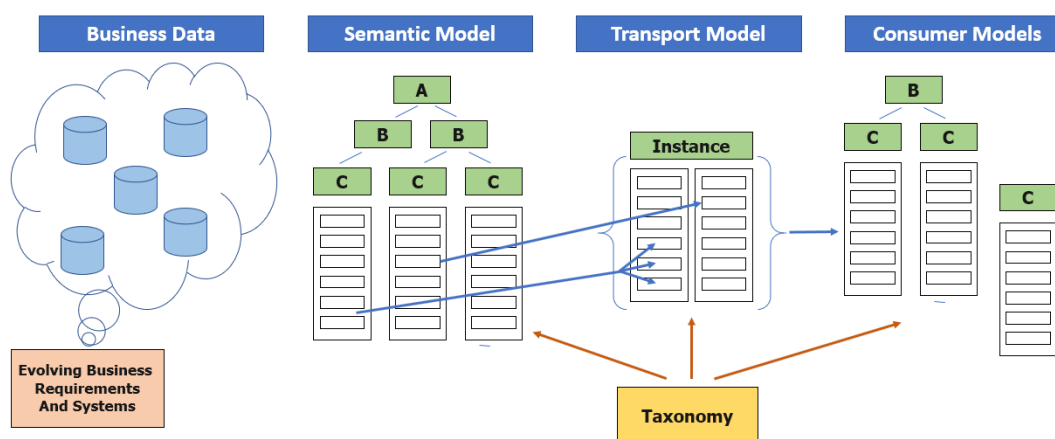 Business Data
Semantic Model
Transport Model
Consumer Models
A
B
B
C
C
C
Instance
B
C
C
C
Evolving Business
Requirements
And Systems
Taxonomy